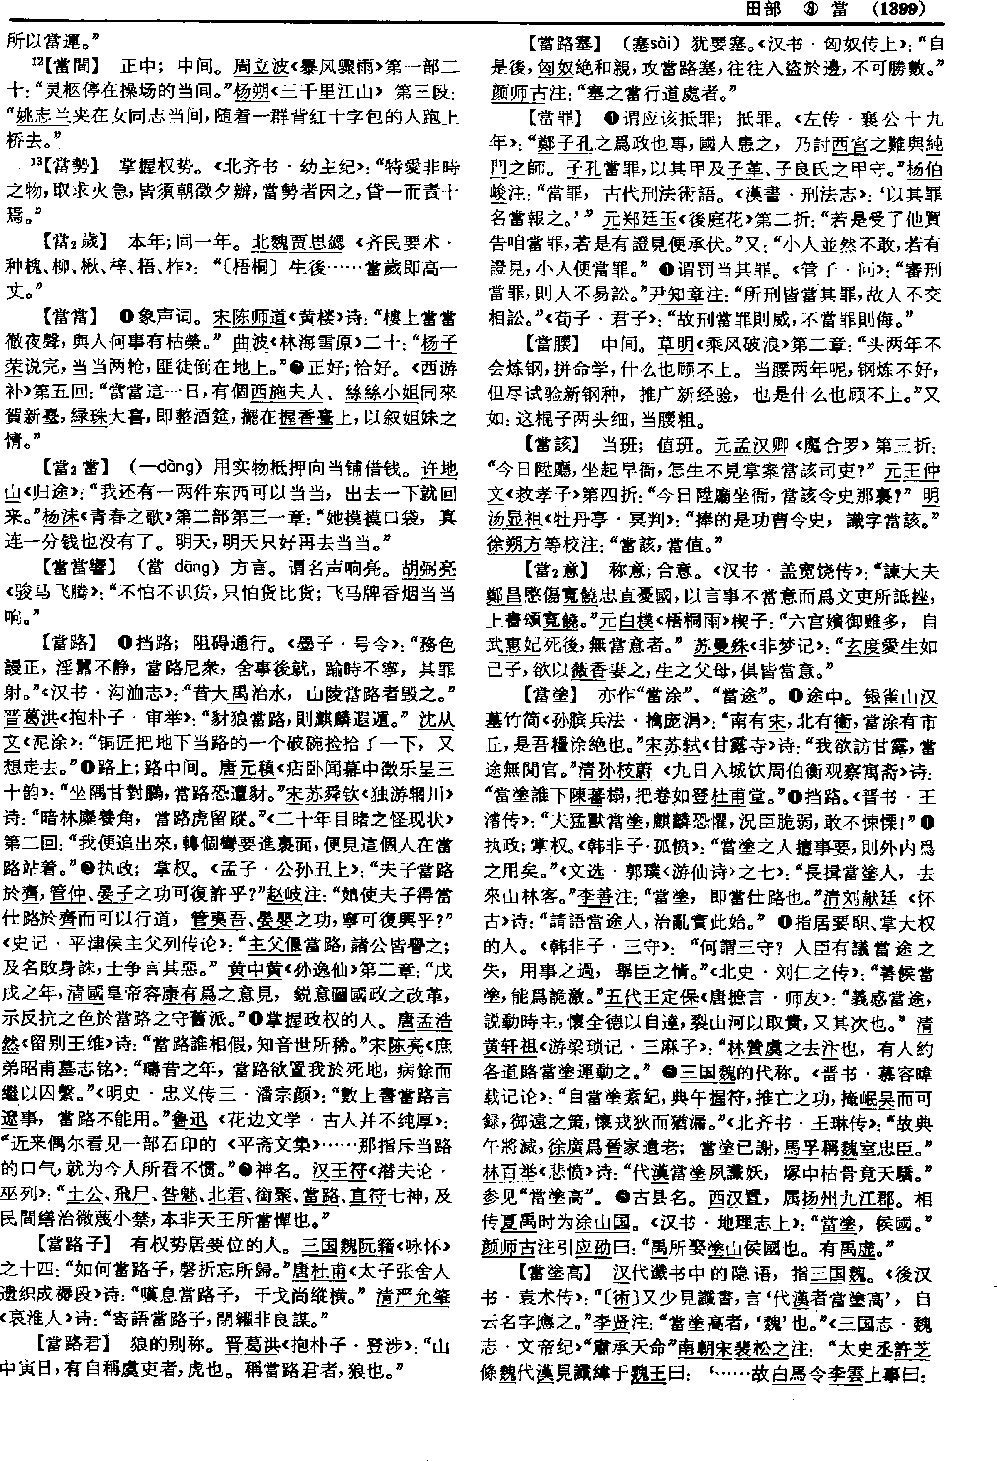 田部 ⑧ 當 (1399)
所以當運。”
12【當間】 正中；中间。周立波《暴风骤雨》第一部二
十：“灵柩停在操场的当间。”杨朔《三千里江山》第三段：
“姚志兰夹在女同志当间，随着一群背红十字包的人跑上
桥去。”
13【當勢】 掌握权势。《北齐书·幼主纪》：“特愛非時
之物，取求火急，皆須朝徵夕辦，當勢者因之，貸一而責十
焉。”
【當2歲】 本年；同一年。北魏贾思勰《齐民要术·
种槐、柳、楸、梓、梧、柞》：“〔梧桐〕生後……當歲即高一
丈。”
【當當】 ❶象声词。宋陈师道《黄楼》诗：“樓上當當
徹夜聲，與人何事有枯榮。”曲波《林海雪原》二十：“杨子
荣说完，当当两枪，匪徒倒在地上。”❷正好；恰好。《西游
补》第五回：“當當這一日，有個西施夫人、絲絲小姐同來
賀新臺，緑珠大喜，即整酒筵，擺在握香臺上，以叙姐妹之
情。”
【當2當】 （—dàng）用实物抵押向当铺借钱。许地
山《归途》：“我还有一两件东西可以当当，出去一下就回
来。”杨沫《青春之歌》第二部第三一章：“她摸摸口袋，真
连一分钱也没有了。明天，明天只好再去当当。”
【當當響】 （當 dāng）方言。谓名声响亮。胡弼亮
《骏马飞腾》：“不怕不识货，只怕货比货；飞马牌香烟当当
响。”
【當路】 ❶挡路；阻碍通行。《墨子·号令》：“務色
謾正，淫囂不静，當路尼衆，舍事後就，踰時不寧，其罪
射。”《汉书·沟洫志》：“昔大禹治水，山陵當路者毁之。”
晋葛洪《抱朴子·审举》：“豺狼當路，則麒麟遐遁。”沈从
文《泥涂》：“锅匠把地下当路的一个破碗捡拾了一下，又
想走去。”❷路上；路中间。唐元稹《店卧闻幕中徵乐呈三
十韵》：“坐隅甘對鵩，當路恐遭豺。”宋苏舜钦《独游辋川》
诗：“暗林麋養角，當路虎留蹤。”《二十年目睹之怪现状》
第二回：“我便追出來，轉個彎要進裏面，便見這個人在當
路站着。”❸执政；掌权。《孟子·公孙丑上》：“夫子當路
於齊，管仲、晏子之功可復許乎？”赵岐注：“如使夫子得當
仕路於齊而可以行道，管夷吾、晏嬰之功，寧可復興乎？”
《史记·平津侯主父列传论》：“主父偃當路，諸公皆譽之；
及名敗身誅，士争言其惡。”黄中黄《孙逸仙》第二章：“戊
戌之年，清國皇帝容康有爲之意見，鋭意圖國政之改革，
示反抗之色於當路之守舊派。”❹掌握政权的人。唐孟浩
然《留别王维》诗：“當路誰相假，知音世所稀。”宋陈亮《庶
弟昭甫墓志铭》：“疇昔之年，當路欲置我於死地，病餘而
繼以囚繫。”《明史·忠义传三·潘宗颜》：“數上書當路言
遼事，當路不能用。”鲁迅《花边文学·古人并不纯厚》：
“近来偶尔看见一部石印的《平斋文集》……那指斥当路
的口气，就为今人所看不惯。”❺神名。汉王符《潜夫论·
巫列》：“土公、飛尸、咎魅、北君、銜聚、當路、直符七神，及
民間繕治微蔑小禁，本非天王所當憚也。”
【當路子】 有权势居要位的人。三国魏阮籍《咏怀》
之十四：“如何當路子，磬折忘所歸。”唐杜甫《太子张舍人
遗织成褥段》诗：“嘆息當路子，干戈尚縱横。”清严允肇
《哀淮人》诗：“寄語當路子，閉糴非良謀。”
【當路君】 狼的别称。晋葛洪《抱朴子·登涉》：“山
中寅日，有自稱虞吏者，虎也。稱當路君者，狼也。”
【當路塞】 （塞sài）犹要塞。《汉书·匈奴传上》：“自
是後，匈奴絶和親，攻當路塞，往往入盜於邊，不可勝數。”
颜师古注：“塞之當行道處者。”
【當罪】 ❶谓应该抵罪；抵罪。《左传·襄公十九
年》：“鄭子孔之爲政也專，國人患之，乃討西宫之難與純
門之師。子孔當罪，以其甲及子革、子良氏之甲守。”杨伯
峻注：“當罪，古代刑法術語。《漢書·刑法志》：‘以其罪
名當報之。’”元郑廷玉《後庭花》第二折：“若是受了他買
告咱當罪，若是有證見便承伏。”又：“小人並然不敢，若有
證見，小人便當罪。”❷谓罚当其罪。《管子·问》：“審刑
當罪，則人不易訟。”尹知章注：“所刑皆當其罪，故人不交
相訟。”《荀子·君子》：“故刑當罪則威，不當罪則侮。”
【當腰】 中间。草明《乘风破浪》第二章：“头两年不
会炼钢，拼命学，什么也顾不上。当腰两年呢，钢炼不好，
但尽试验新钢种，推广新经验，也是什么也顾不上。”又
如：这棍子两头细，当腰粗。
【當該】 当班；值班。元孟汉卿《魔合罗》第三折：
“今日陞廳，坐起早衙，怎生不見掌案當該司吏？”元王仲
文《救孝子》第四折：“今日陞廳坐衙，當該令史那裏？”明
汤显祖《牡丹亭·冥判》：“捧的是功曹令史，識字當該。”
徐朔方等校注：“當該，當值。”
【當2意】 称意；合意。《汉书·盖宽饶传》：“諫大夫
鄭昌愍傷寬饒忠直憂國，以言事不當意而爲文吏所詆挫，
上書頌寬饒。”元白樸《梧桐雨》楔子：“六宫嬪御雖多，自
武惠妃死後，無當意者。”苏曼殊《非梦记》：“玄度愛生如
己子，欲以薇香妻之，生之父母，俱皆當意。”
【當塗】 亦作“當涂”、“當途”。❶途中。银雀山汉
墓竹简《孙膑兵法·擒庞涓》：“南有宋，北有衛，當涂有市
丘，是吾糧涂絶也。”宋苏轼《甘露寺》诗：“我欲訪甘露，當
途無閒官。”清孙枝蔚《九日入城饮周伯衡观察寓斋》诗：
“當塗誰下陳蕃榻，把卷如登杜甫堂。”❷挡路。《晋书·王
濬传》：“犬猛獸當塗，麒麟恐懼，況臣脆弱，敢不悚慄！”❸
执政；掌权。《韩非子·孤愤》：“當塗之人擅事要，則外内爲
之用矣。”《文选·郭璞〈游仙诗〉之七》：“長揖當塗人，去
來山林客。”李善注：“當塗，即當仕路也。”清刘献廷《怀
古》诗：“請語當途人，治亂實此始。”❹指居要职、掌大权
的人。《韩非子·三守》：“何謂三守？人臣有議當途之
失，用事之過，舉臣之情。”《北史·刘仁之传》：“善候當
塗，能爲詭激。”五代王定保《唐摭言·师友》：“義感當途，
説動時主，懷全德以自達，裂山河以取貴，又其次也。”清
黄轩祖《游梁琐记·三麻子》：“林贊虞之去汴也，有人約
各道路當塗運動之。”❺三国魏的代称。《晋书·慕容暐
载记论》：“自當塗紊紀，典午握符，推亡之功，掩岷吴而可
録，御遠之策，懷戎狄而猶漏。”《北齐书·王琳传》：“故典
午將滅，徐廣爲晉家遺老；當塗已謝，馬孚稱魏室忠臣。”
林百举《悲愤》诗：“代漢當塗夙讖妖，塚中枯骨竟天驕。”
参见“當塗高”。❻古县名。西汉置，属扬州九江郡。相
传夏禹时为涂山国。《汉书·地理志上》：“當塗，侯國。”
颜师古注引应劭曰：“禹所娶塗山侯國也。有禹虚。”
【當塗高】 汉代谶书中的隐语，指三国魏。《後汉
书·袁术传》：“〔術〕又少見讖書，言‘代漢者當塗高’，自
云名字應之。”李贤注：“當塗高者，‘魏’也。”《三国志·魏
志·文帝纪》“肅承天命”南朝宋裴松之注：“太史丞許芝
條魏代漢見讖緯于魏王曰：‘……故白馬令李雲上事曰：